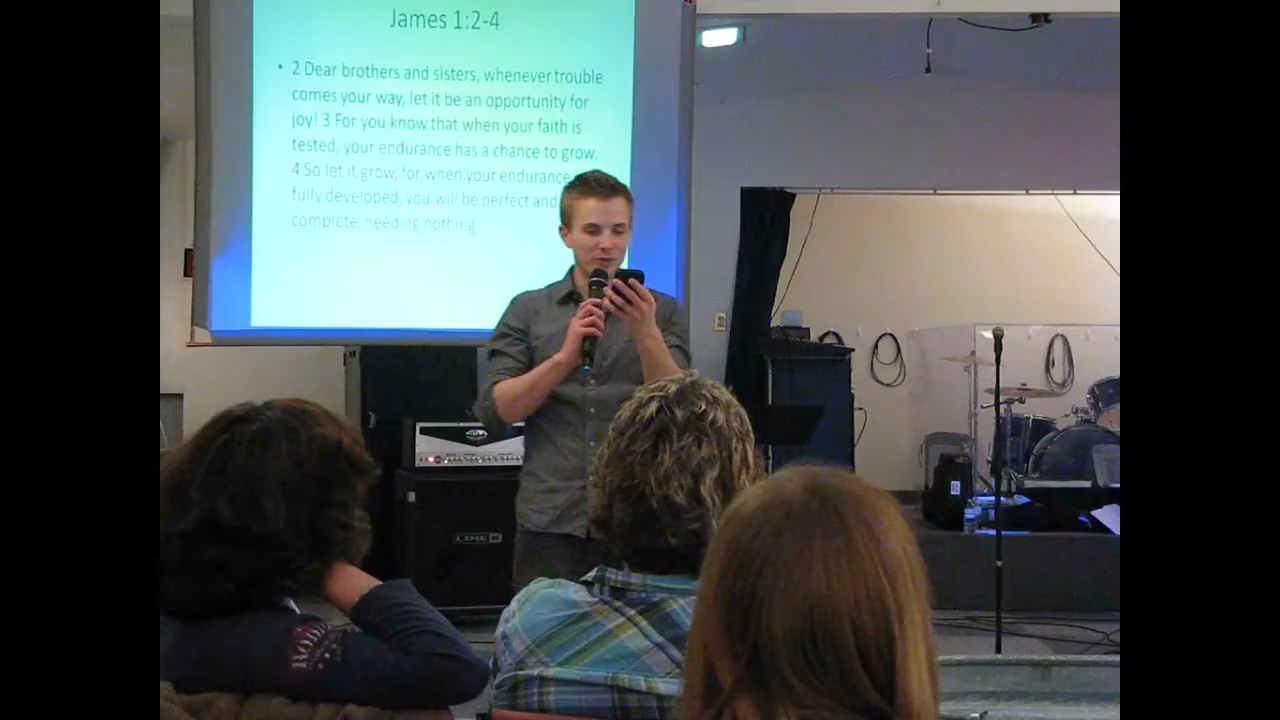 James 1:2-4
• 2 Dear brothers and sisters, whenever trouble
comes your way, let it be an opportunity for
joy! 3 For you know that when your faith is
tested, your endurance has a chance to grow.
4 So let it grow, for when your endurance
fully developed, you will be perfect and
complete, needing nothing
LINE 6